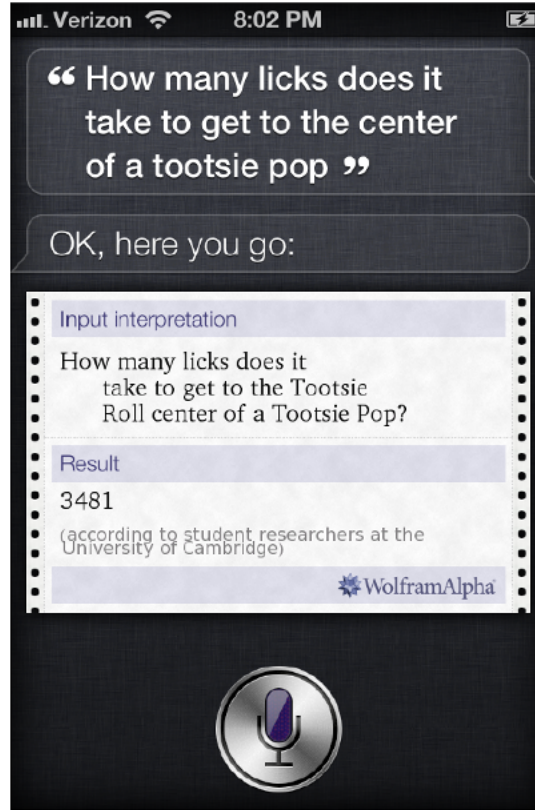 Verizon 8:02 PM
“ How many licks does it
take to get to the center
of a tootsie pop ”
OK, here you go:
Input interpretation
How many licks does it
take to get to the Tootsie
Roll center of a Tootsie Pop?
Result
3481
(according to student researchers at the
University of Cambridge)
WolframAlpha